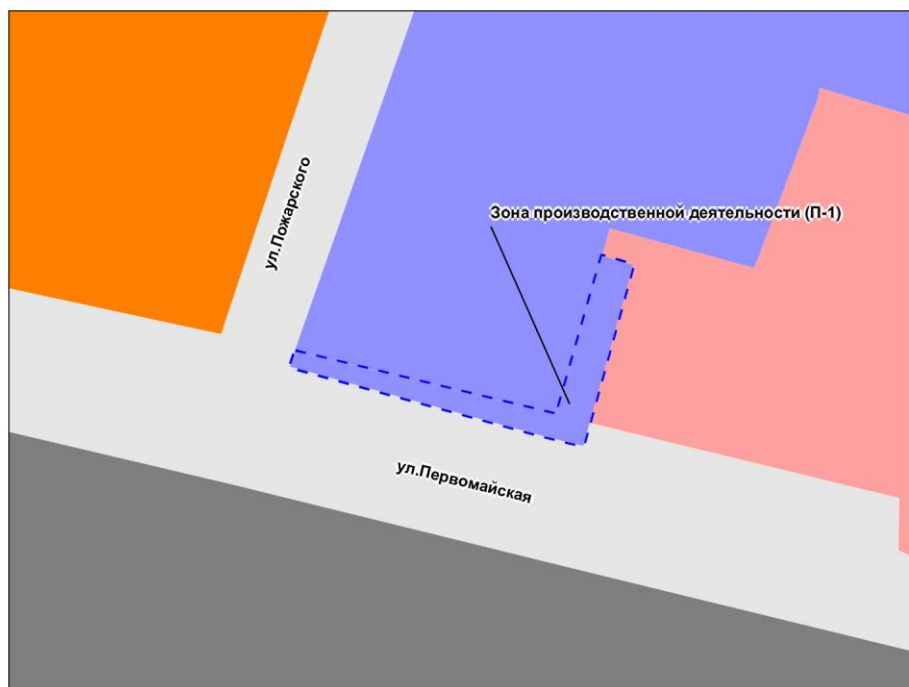 ул.Пожарского
Зона производственной деятельности (П-1)
ул.Первомайская